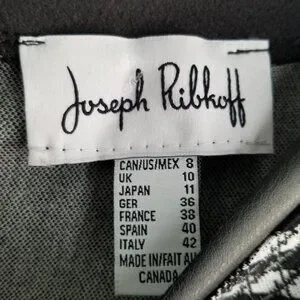 Joseph Ribkoff
CAN/US/MEX 8
UK 10
JAPAN 11
GER 36
FRANCE 38
SPAIN 40
ITALY 42
MADE IN/FAIT AU
CANADA